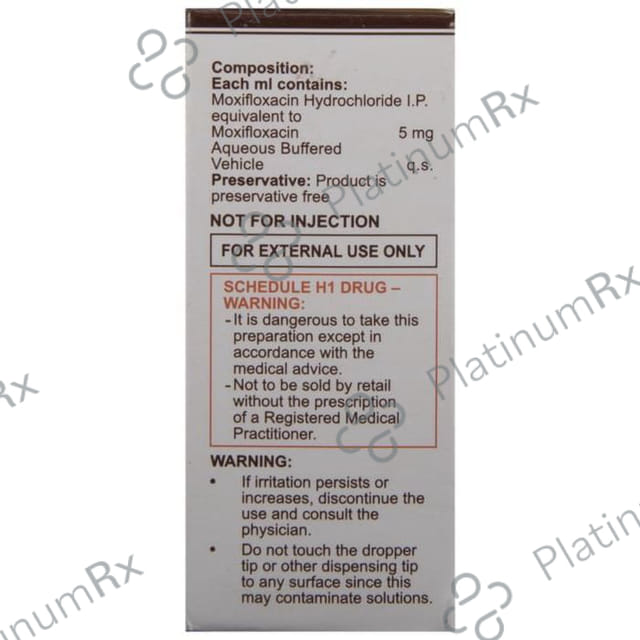 Composition:
Each ml contains:
Moxifloxacin Hydrochloride I.P.
equivalent to
Moxifloxacin 5 mg
Aqueous Buffered
Vehicle q.s.
Preservative: Product is
preservative free
NOT FOR INJECTION
FOR EXTERNAL USE ONLY
SCHEDULE H1 DRUG –
WARNING:
-It is dangerous to take this
preparation except in
accordance with the
medical advice.
-Not to be sold by retail
without the prescription
of a Registered Medical
Practitioner.
WARNING:
• If irritation persists or
increases, discontinue the
use and consult the
physician.
• Do not touch the dropper
tip or other dispensing tip
to any surface since this
may contaminate solutions.
PlatinumRx
PlatinumRx
Rx
PlatinumRx
tinumRx
Platinum